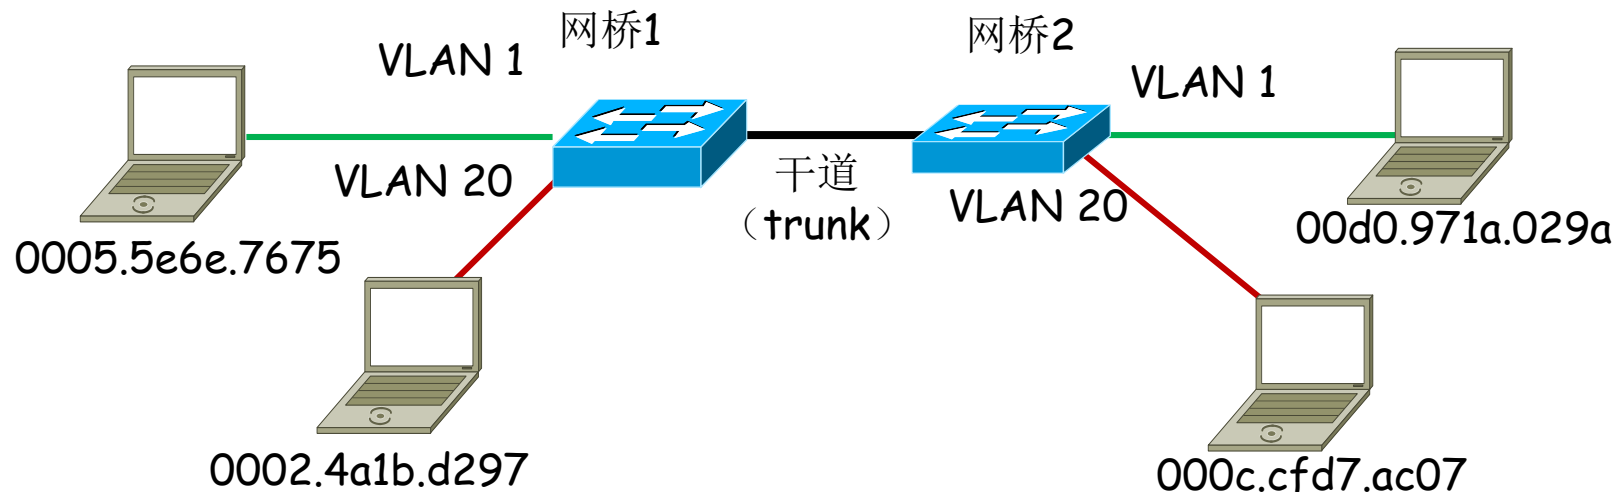 网桥1
网桥2
VLAN 1
VLAN 1
VLAN 20
干道
（trunk）
VLAN 20
0005.5e6e.7675
00d0.971a.029a
0002.4a1b.d297
000c.cfd7.ac07